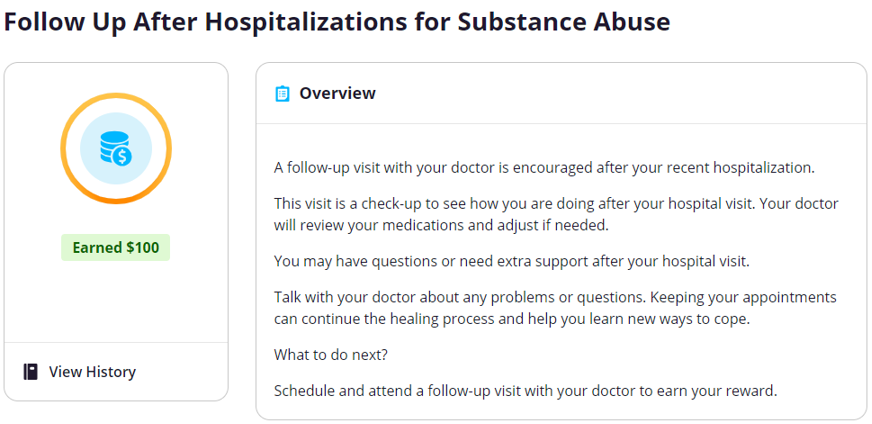 Follow Up After Hospitalizations for Substance Abuse
Earned $100
View History
Overview
A follow-up visit with your doctor is encouraged after your recent hospitalization.
This visit is a check-up to see how you are doing after your hospital visit. Your doctor
will review your medications and adjust if needed.
You may have questions or need extra support after your hospital visit.
Talk with your doctor about any problems or questions. Keeping your appointments
can continue the healing process and help you learn new ways to cope.
What to do next?
Schedule and attend a follow-up visit with your doctor to earn your reward.